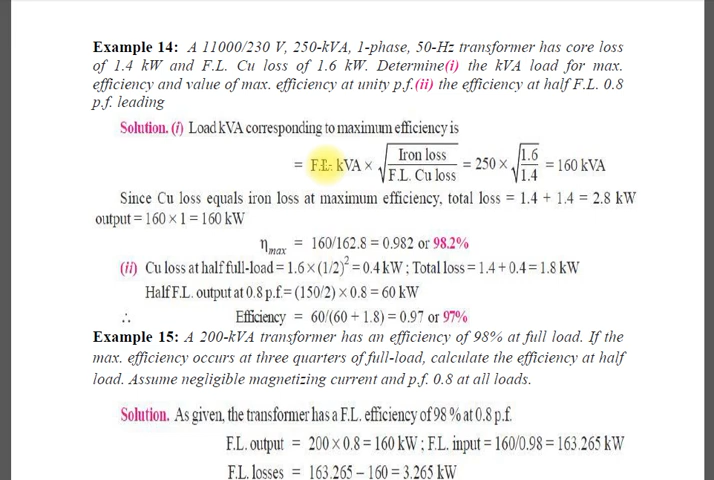 Example 14: A 11000/230 V, 250-kVA, 1-phase, 50-Hz transformer has core loss
of 1.4 kW and F.L. Cu loss of 1.6 kW. Determine(i) the kVA load for max.
efficiency and value of max. efficiency at unity p.f.(ii) the efficiency at half F.L. 0.8
p.f. leading
Solution. (i) Load kVA corresponding to maximum efficiency is
= F.L. kVA × √(Iron loss / F.L. Cu loss) = 250 × √(1.6 / 1.4) = 160 kVA
Since Cu loss equals iron loss at maximum efficiency, total loss = 1.4 + 1.4 = 2.8 kW
output = 160 × 1 = 160 kW
ηmax = 160/162.8 = 0.982 or 98.2%
(ii) Cu loss at half full-load = 1.6 × (1/2)² = 0.4 kW ; Total loss = 1.4 + 0.4 = 1.8 kW
Half F.L. output at 0.8 p.f. = (150/2) × 0.8 = 60 kW
∴ Efficiency = 60/(60 + 1.8) = 0.97 or 97%
Example 15: A 200-kVA transformer has an efficiency of 98% at full load. If the
max. efficiency occurs at three quarters of full-load, calculate the efficiency at half
load. Assume negligible magnetizing current and p.f. 0.8 at all loads.
Solution. As given, the transformer has a F.L. efficiency of 98 % at 0.8 p.f.
F.L. output = 200 × 0.8 = 160 kW ; F.L. input = 160/0.98 = 163.265 kW
F.L. losses = 163.265 – 160 = 3.265 kW